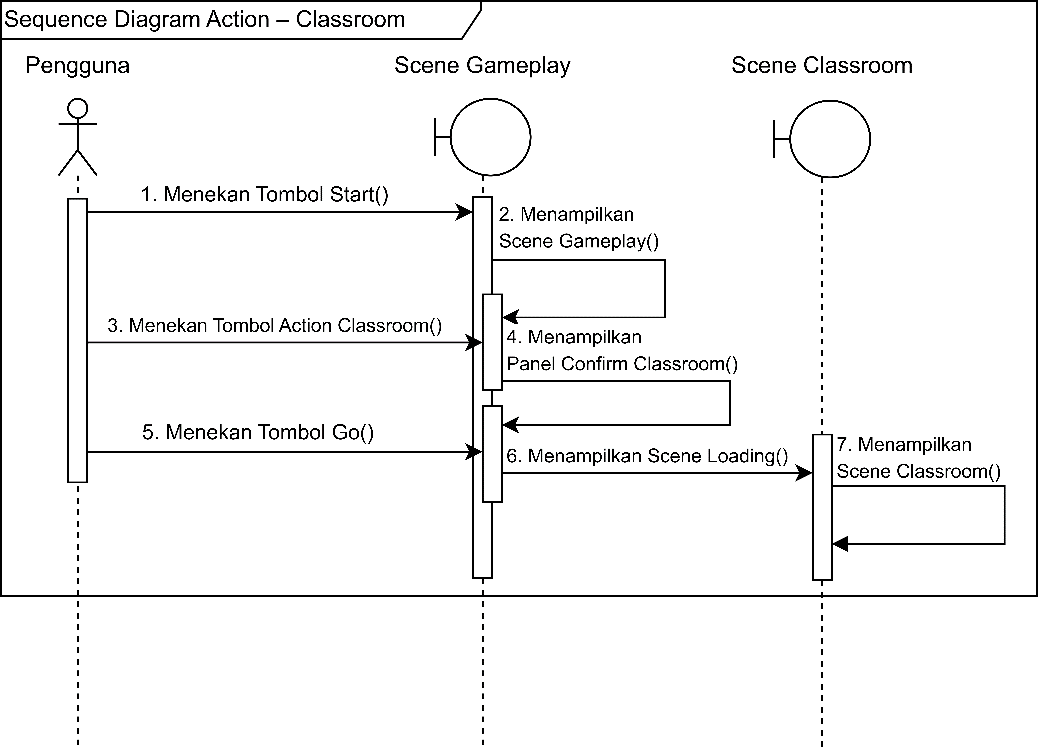 Sequence Diagram Action – Classroom
Pengguna
Scene Gameplay
Scene Classroom
1. Menekan Tombol Start()
2. Menampilkan
Scene Gameplay()
3. Menekan Tombol Action Classroom()
4. Menampilkan
Panel Confirm Classroom()
5. Menekan Tombol Go()
6. Menampilkan Scene Loading()
7. Menampilkan
Scene Classroom()